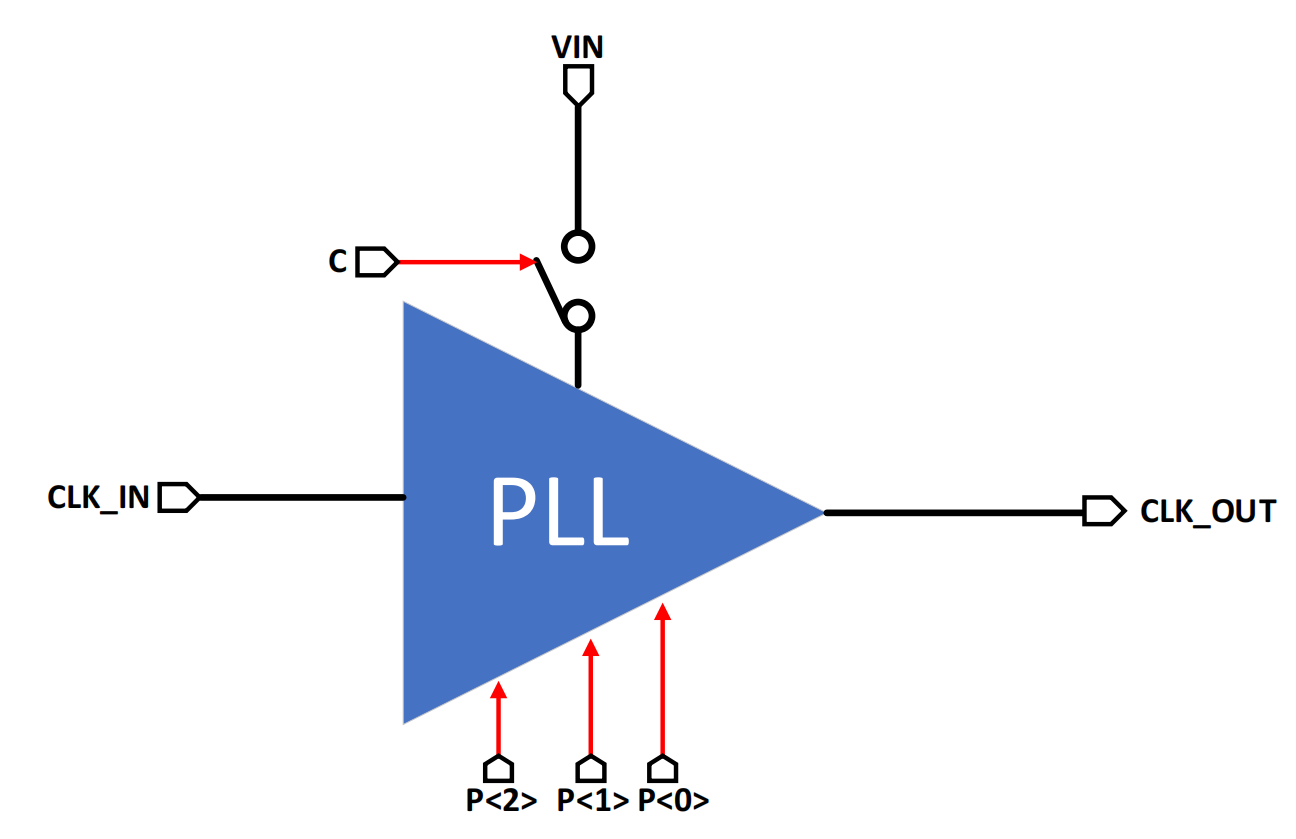 VIN
C
CLK_IN
PLL
CLK_OUT
P<2> P<1> P<0>